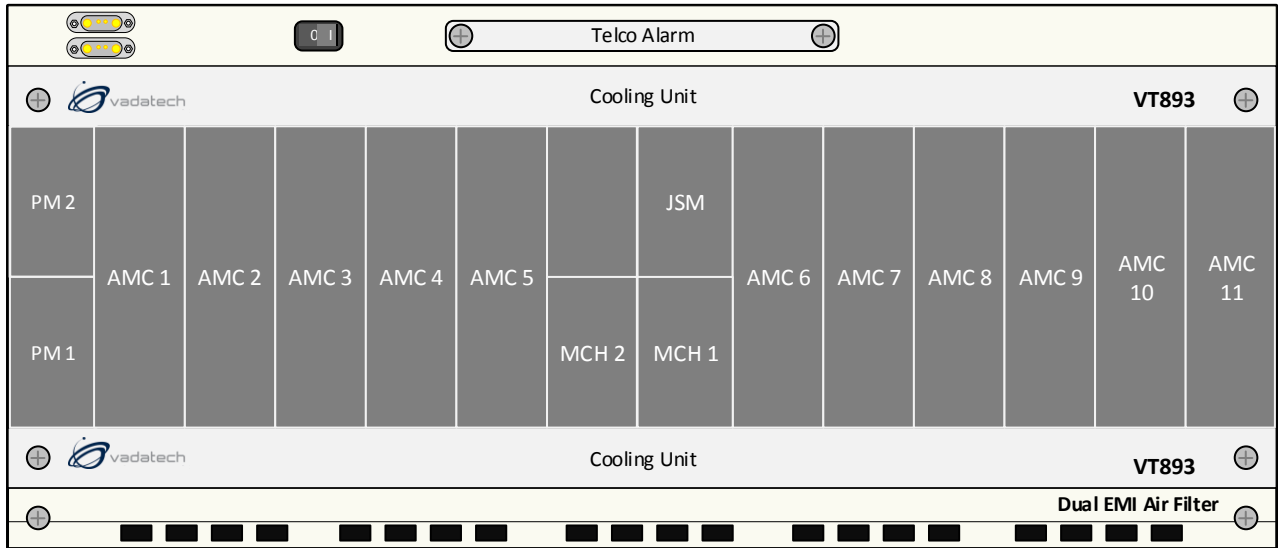 0 I
Telco Alarm
vadatech
Cooling Unit
VT893
PM 2
JSM
AMC 1
AMC 2
AMC 3
AMC 4
AMC 5
AMC 6
AMC 7
AMC 8
AMC 9
AMC
10
AMC
11
PM 1
MCH 2
MCH 1
vadatech
Cooling Unit
VT893
Dual EMI Air Filter